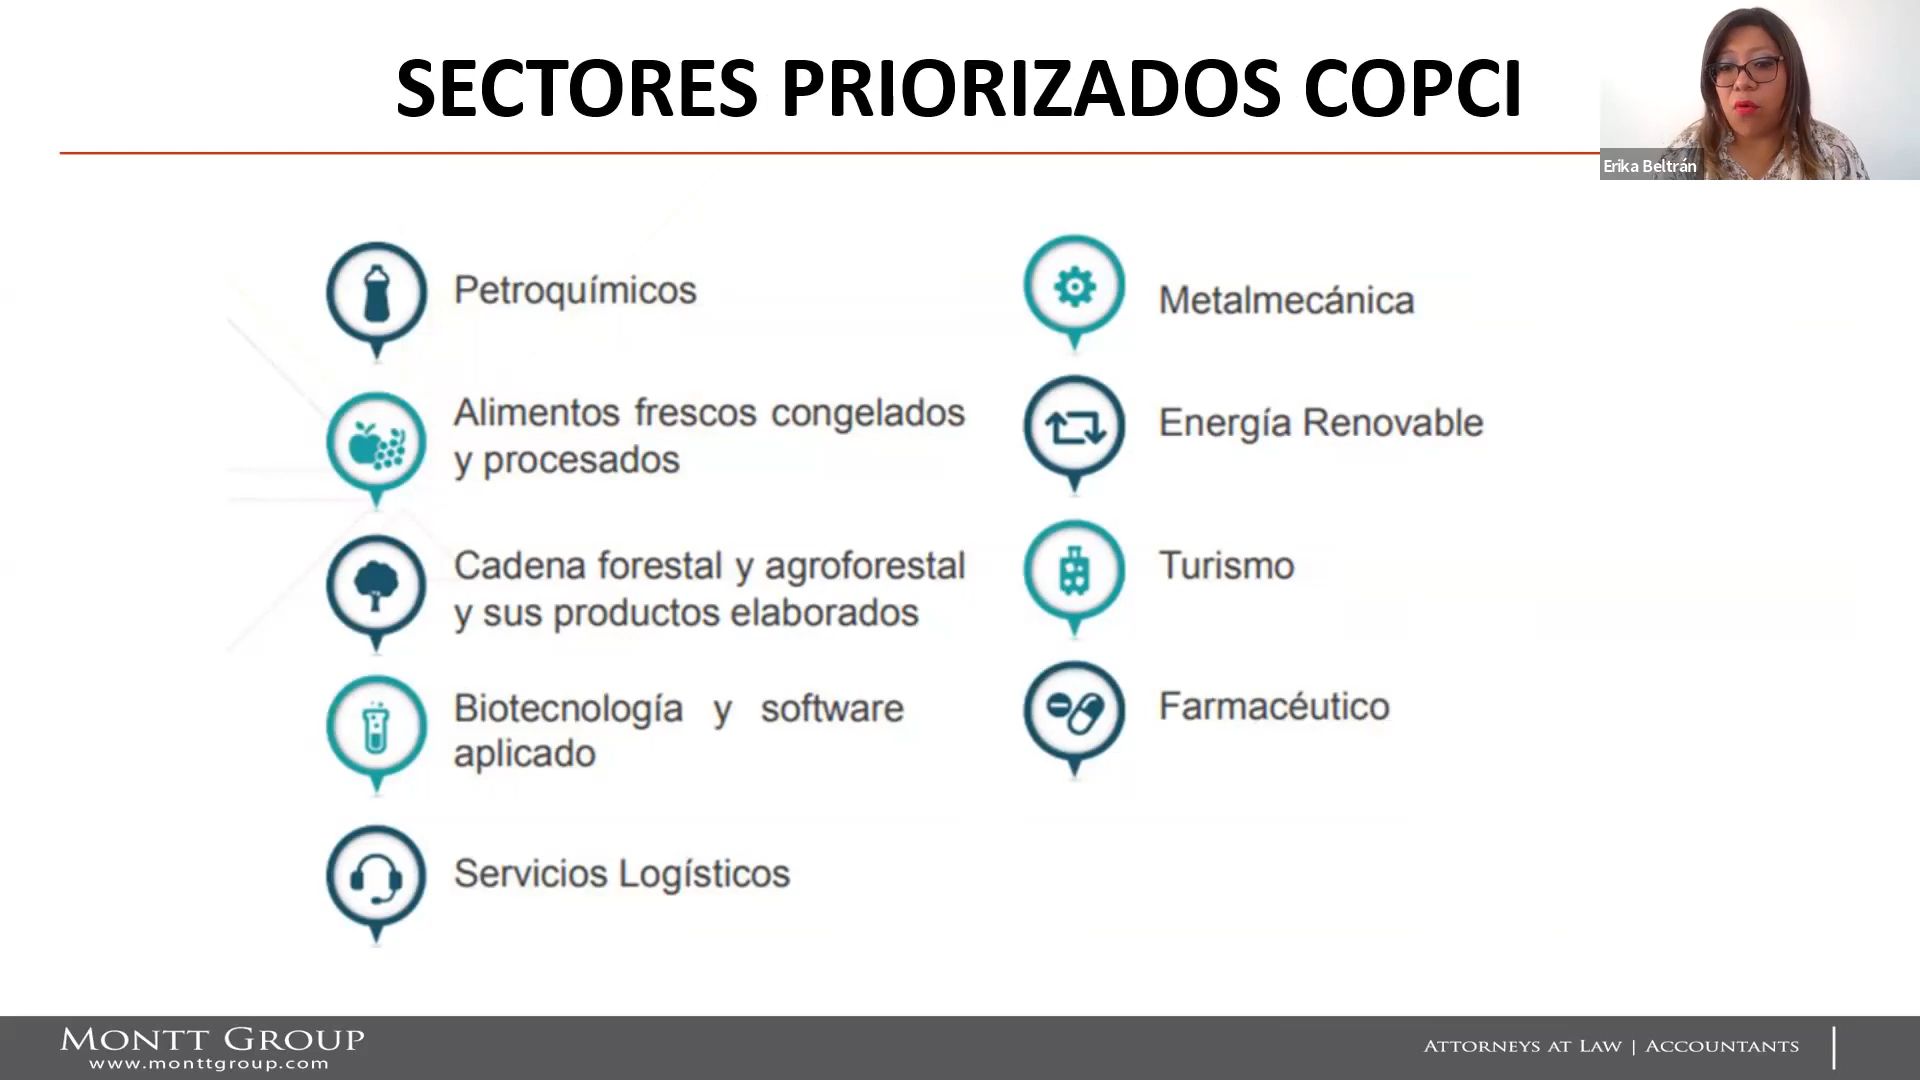 SECTORES PRIORIZADOS COPCI
Erika Beltrán
Petroquímicos
Alimentos frescos congelados
y procesados
Cadena forestal y agroforestal
y sus productos elaborados
Biotecnología y software
aplicado
Servicios Logísticos
Metalmecánica
Energía Renovable
Turismo
Farmacéutico
MONTT GROUP
www.monttgroup.com
ATTORNEYS AT LAW | ACCOUNTANTS